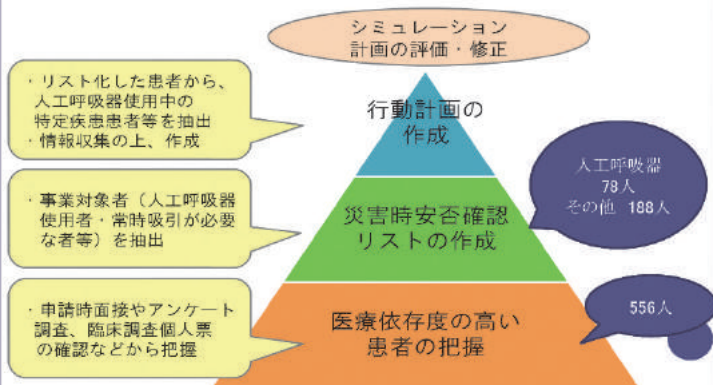 シミュレーション
計画の評価・修正
・リスト化した患者から、
人工呼吸器使用中の
特定疾患患者等を抽出
・情報収集の上、作成
行動計画の
作成
・事業対象者（人工呼吸器
使用者・常時吸引が必要
な者等）を抽出
災害時安否確認
リストの作成
人工呼吸器
78人
その他 188人
・申請時面接やアンケート
調査、臨床調査個人票
の確認などから把握
医療依存度の高い
患者の把握
556人